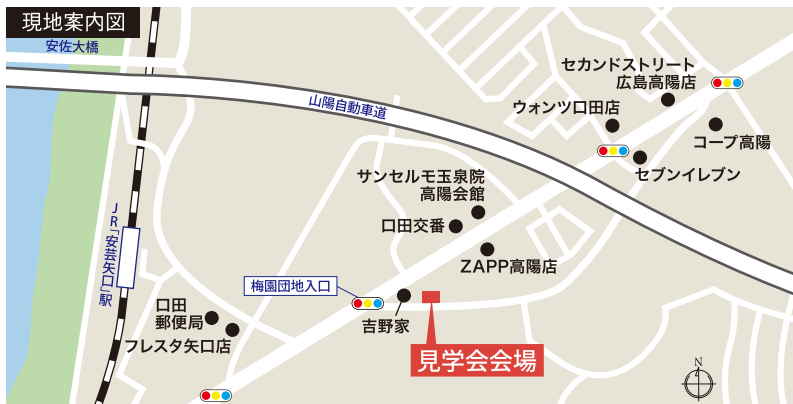 現地案内図
安佐大橋
山陽自動車道
セカンドストリート
広島高陽店
ウォンツ口田店
コープ高陽
セブンイレブン
サンセルモ玉泉院
高陽会館
口田交番
ZAPP高陽店
JR「安芸矢口」駅
梅園団地入口
口田
郵便局
フレスタ矢口店
吉野家
見学会会場
N